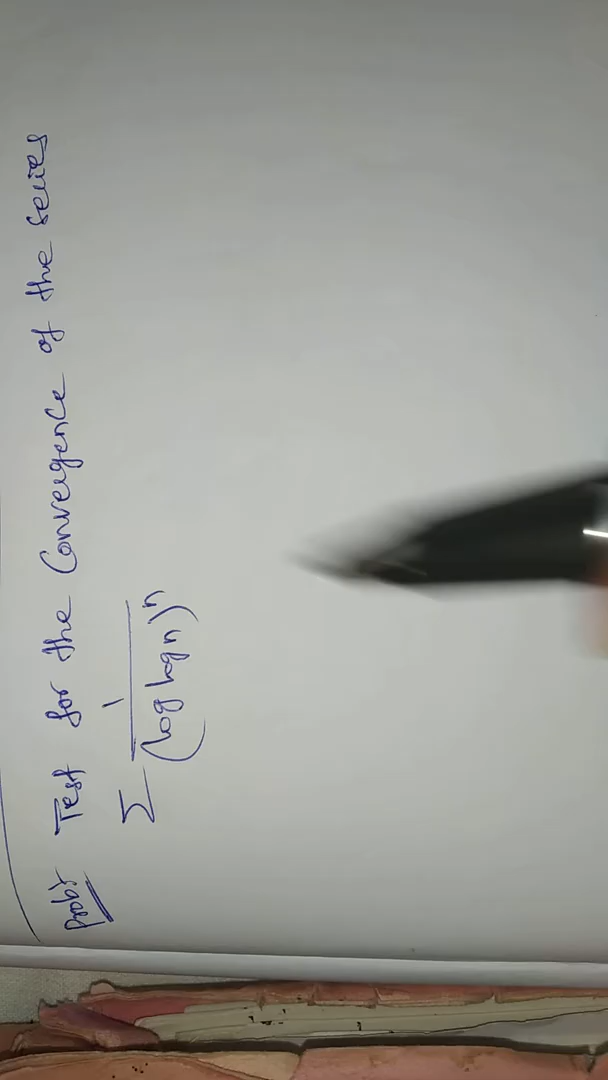 Prob:- Test for the Convergence of the Series
∑ 1/(log log n)^n